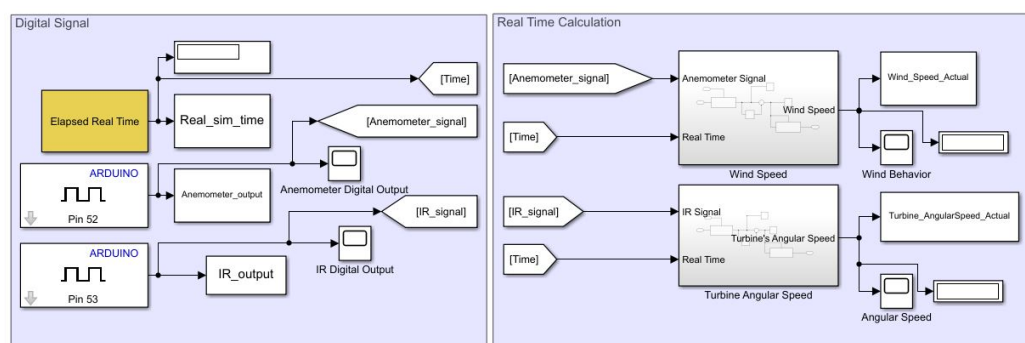 Digital Signal
[Time]
Elapsed Real Time
Real_sim_time
[Anemometer_signal]
ARDUINO
Pin 52
Anemometer_output
Anemometer Digital Output
[IR_signal]
ARDUINO
Pin 53
IR_output
IR Digital Output
Real Time Calculation
[Anemometer_signal]
[Time]
Anemometer Signal
Wind Speed
Real Time
Wind Speed
Wind_Speed_Actual
Wind Behavior
[IR_signal]
[Time]
IR Signal
Turbine's Angular Speed
Real Time
Turbine Angular Speed
Turbine_AngularSpeed_Actual
Angular Speed